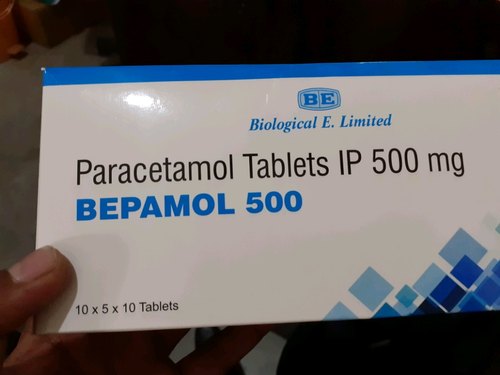 BE
Biological E. Limited
Paracetamol Tablets IP 500 mg
BEPAMOL 500
10 x 5 x 10 Tablets